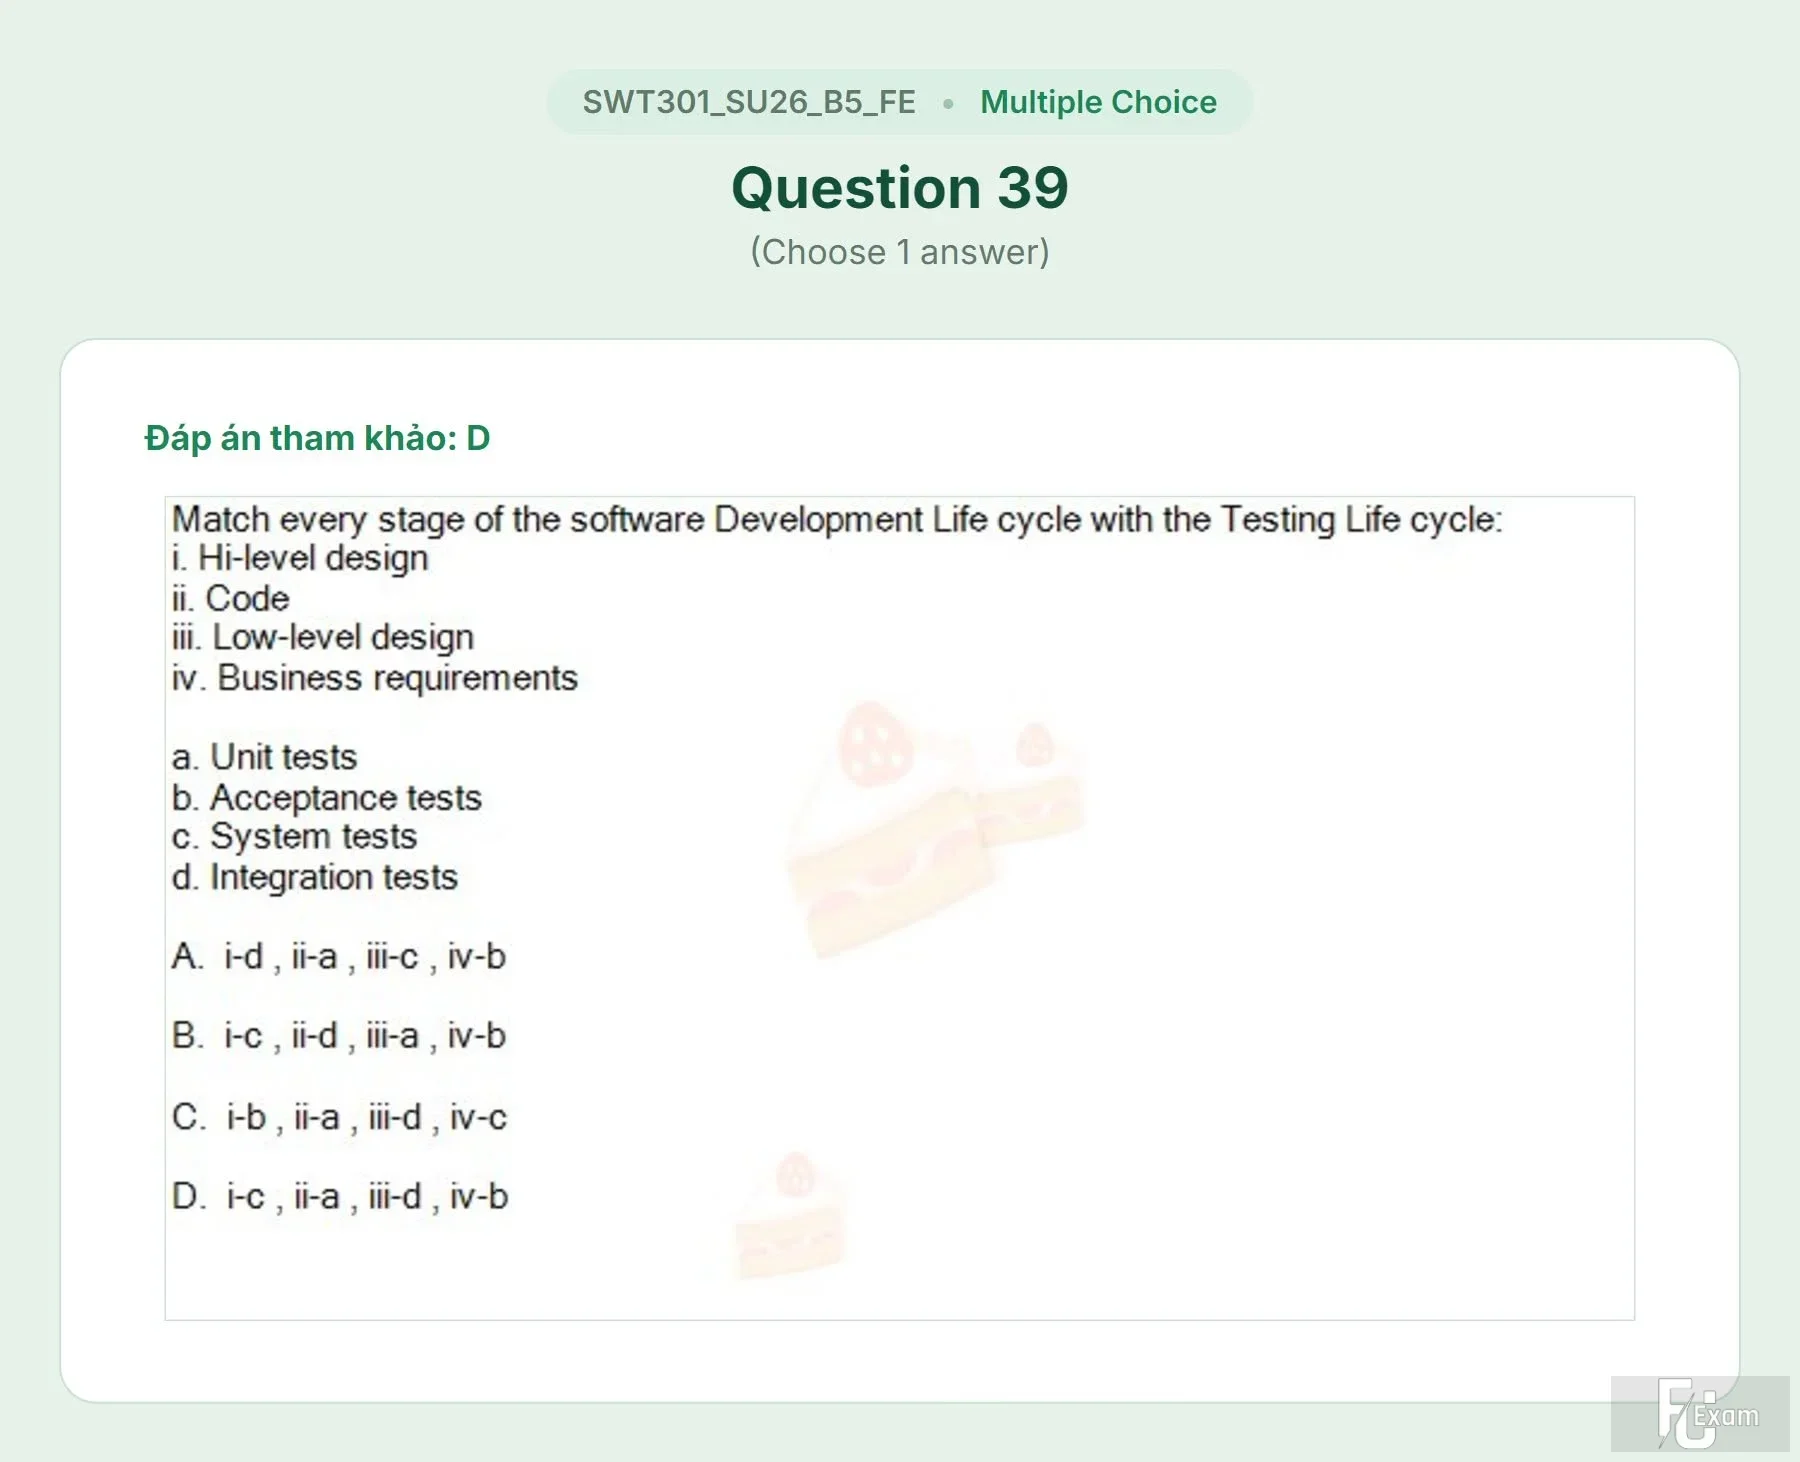 SWT301_SU26_B5_FE • Multiple Choice
Question 39
(Choose 1 answer)
Đáp án tham khảo: D
Match every stage of the software Development Life cycle with the Testing Life cycle:
i. Hi-level design
ii. Code
iii. Low-level design
iv. Business requirements
a. Unit tests
b. Acceptance tests
c. System tests
d. Integration tests
A. i-d , ii-a , iii-c , iv-b
B. i-c , ii-d , iii-a , iv-b
C. i-b , ii-a , iii-d , iv-c
D. i-c , ii-a , iii-d , iv-b
FU Exam